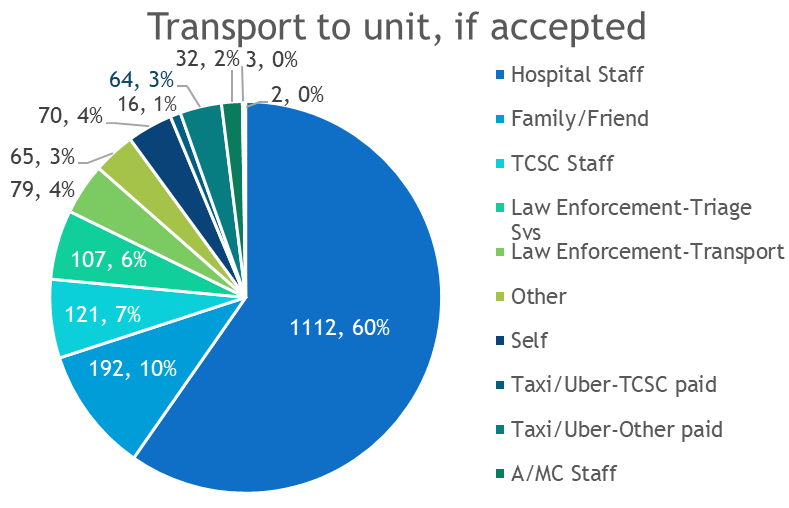 Transport to unit, if accepted
32, 2%
3, 0%
64, 3%
2, 0%
16, 1%
70, 4%
65, 3%
79, 4%
107, 6%
121, 7%
192, 10%
1112, 60%
Hospital Staff
Family/Friend
TCSC Staff
Law Enforcement-Triage
Svs
Law Enforcement-Transport
Other
Self
Taxi/Uber-TCSC paid
Taxi/Uber-Other paid
A/MC Staff